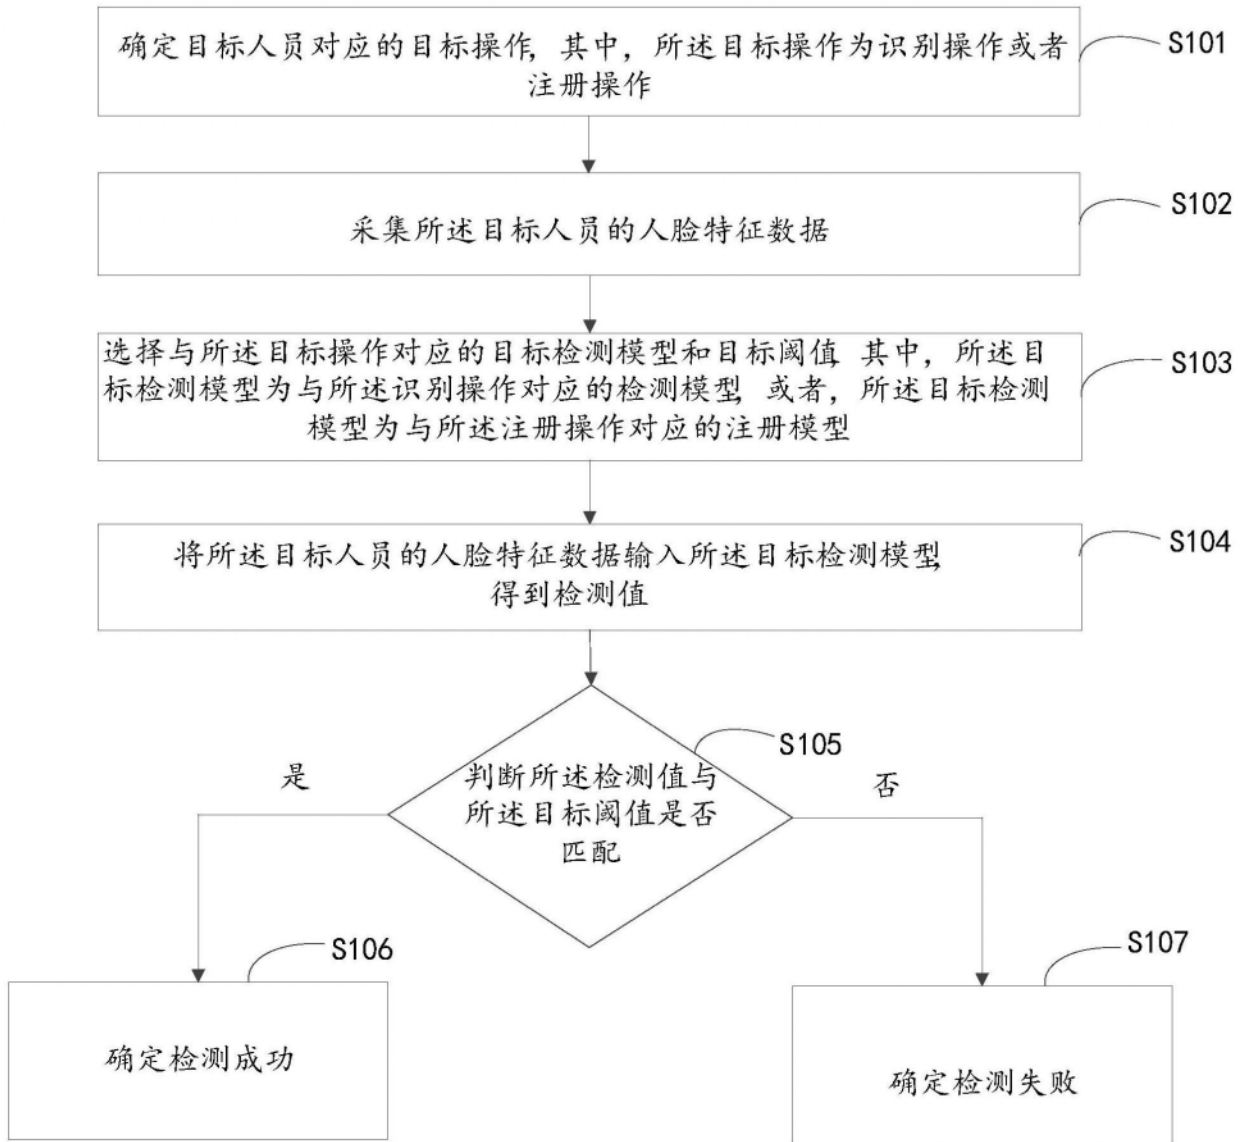 确定目标人员对应的目标操作，其中，所述目标操作为识别操作或者
注册操作
S101
采集所述目标人员的人脸特征数据
S102
选择与所述目标操作对应的目标检测模型和目标阈值，其中，所述目
标检测模型为与所述识别操作对应的检测模型，或者，所述目标检测
模型为与所述注册操作对应的注册模型
S103
将所述目标人员的人脸特征数据输入所述目标检测模型，
得到检测值
S104
判断所述检测值与
所述目标阈值是否
匹配
S105
是
否
S106
确定检测成功
S107
确定检测失败